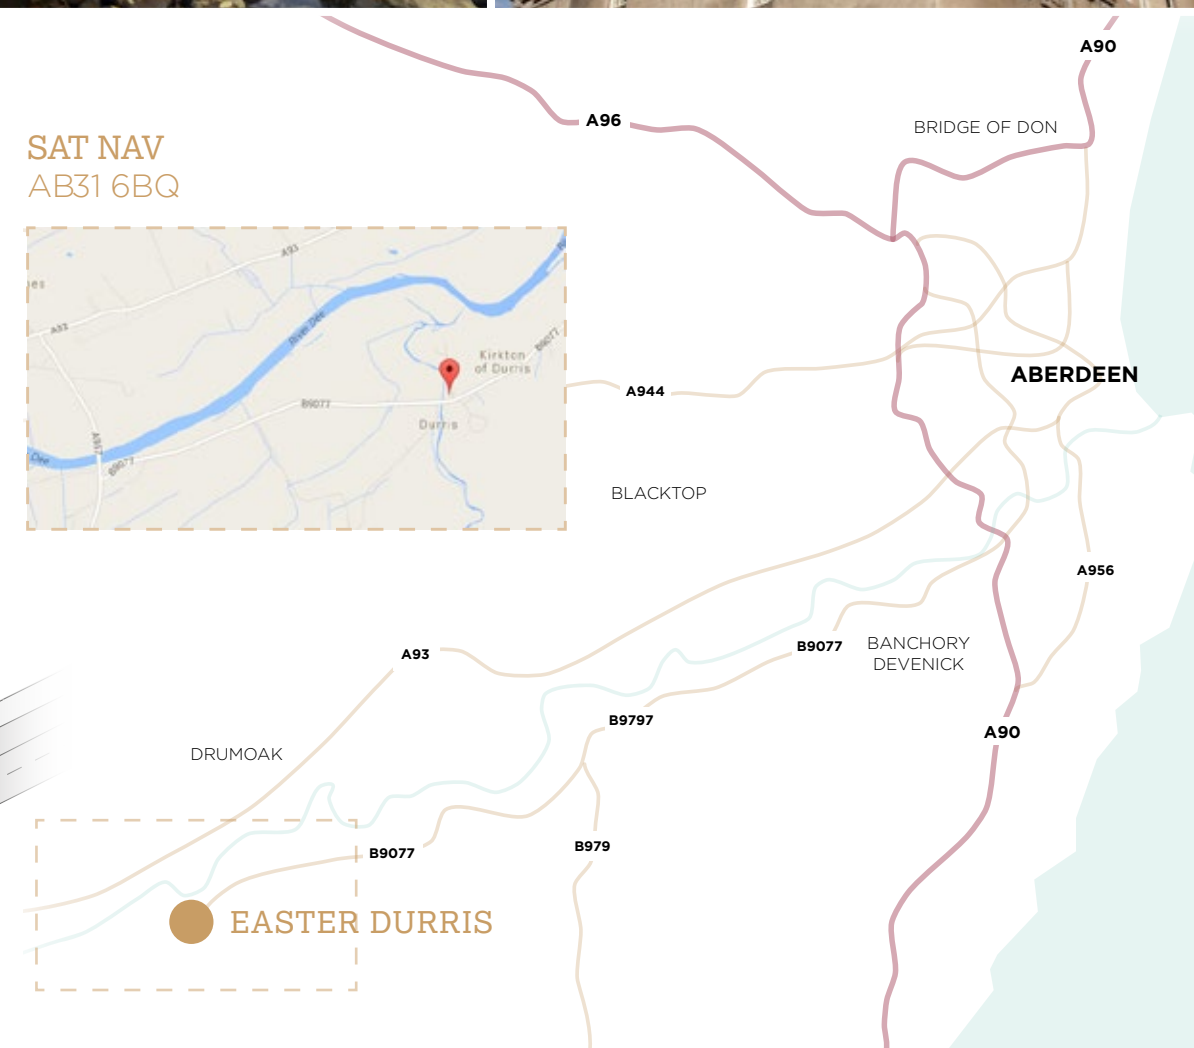 A90
A96
BRIDGE OF DON
SAT NAV
AB31 6BQ
A93
River Dee
Kirkton
of Durris
B9077
B9077
Durris
A957
B9077
Dee
A944
ABERDEEN
BLACKTOP
A956
A93
B9077
BANCHORY
DEVENICK
B9797
A90
DRUMOAK
B979
B9077
EASTER DURRIS